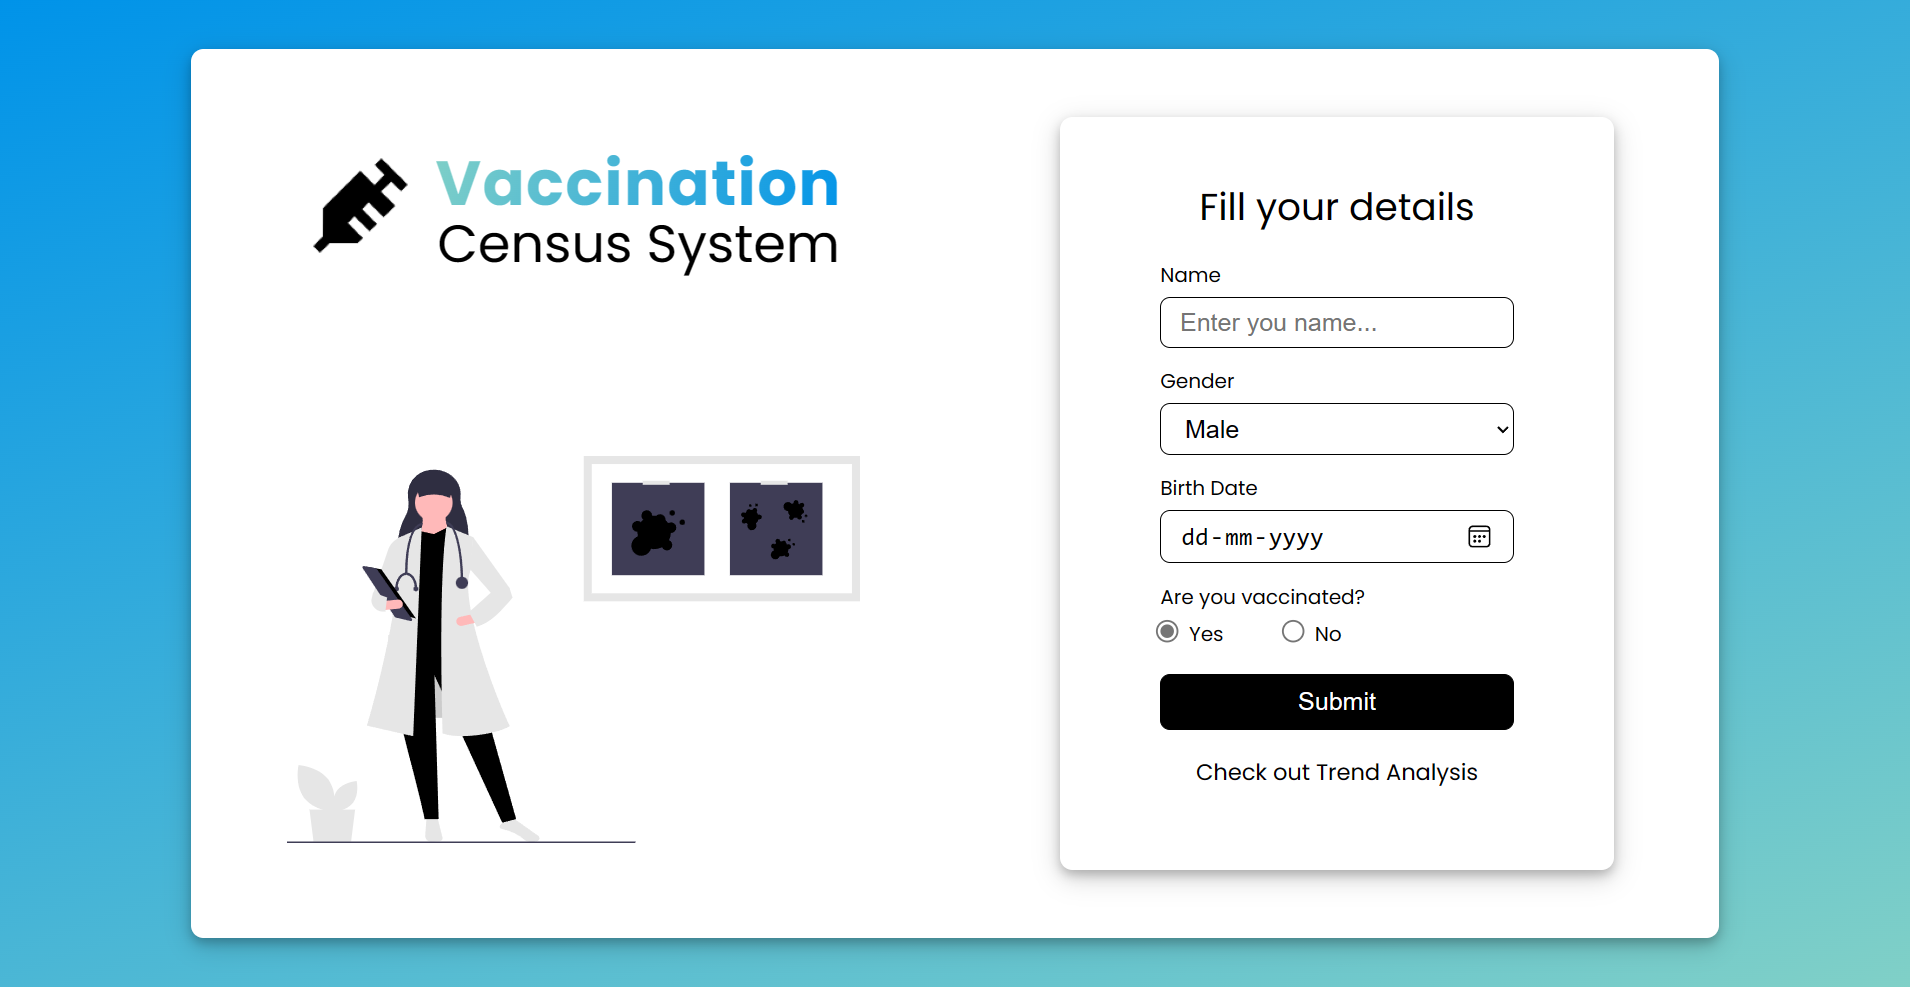 Vaccination
Census System
Fill your details
Name
Enter you name...
Gender
Male
Birth Date
dd-mm-yyyy
Are you vaccinated?
Yes No
Submit
Check out Trend Analysis